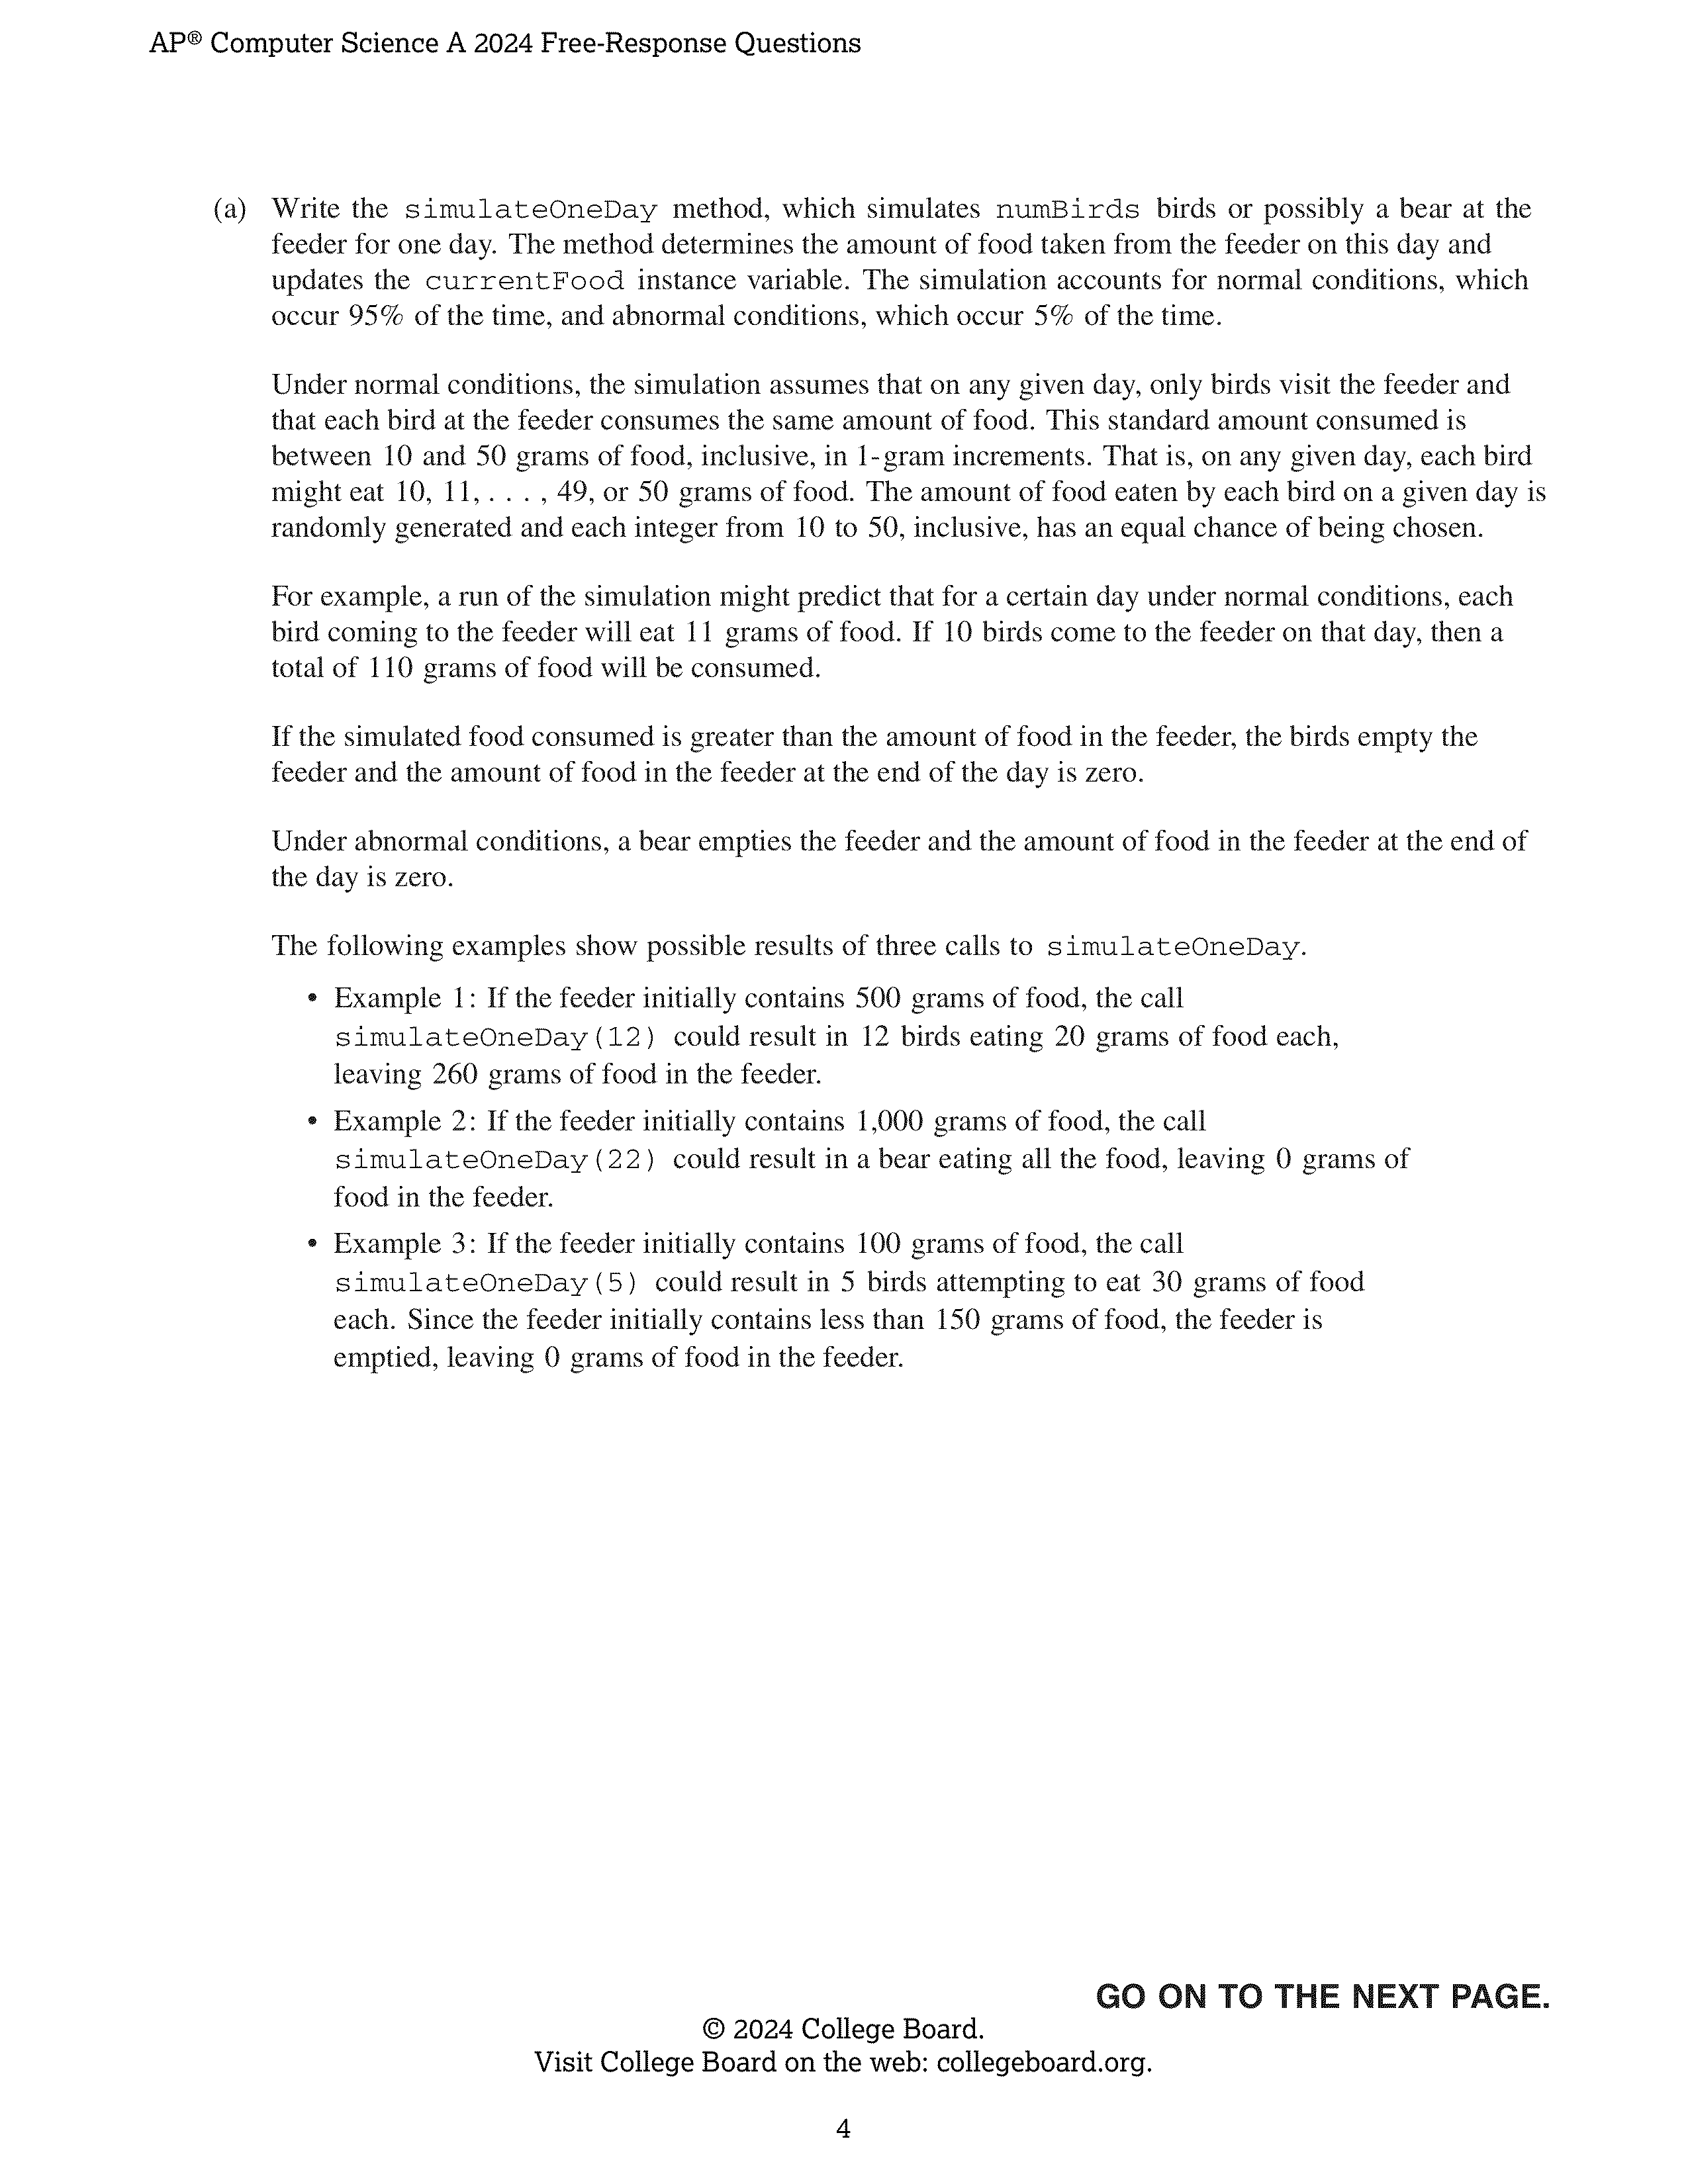 AP® Computer Science A 2024 Free-Response Questions
(a) Write the simulateOneDay method, which simulates numBirds birds or possibly a bear at the
feeder for one day. The method determines the amount of food taken from the feeder on this day and
updates the currentFood instance variable. The simulation accounts for normal conditions, which
occur 95% of the time, and abnormal conditions, which occur 5% of the time.
Under normal conditions, the simulation assumes that on any given day, only birds visit the feeder and
that each bird at the feeder consumes the same amount of food. This standard amount consumed is
between 10 and 50 grams of food, inclusive, in 1-gram increments. That is, on any given day, each bird
might eat 10, 11, . . . , 49, or 50 grams of food. The amount of food eaten by each bird on a given day is
randomly generated and each integer from 10 to 50, inclusive, has an equal chance of being chosen.
For example, a run of the simulation might predict that for a certain day under normal conditions, each
bird coming to the feeder will eat 11 grams of food. If 10 birds come to the feeder on that day, then a
total of 110 grams of food will be consumed.
If the simulated food consumed is greater than the amount of food in the feeder, the birds empty the
feeder and the amount of food in the feeder at the end of the day is zero.
Under abnormal conditions, a bear empties the feeder and the amount of food in the feeder at the end of
the day is zero.
The following examples show possible results of three calls to simulateOneDay.
• Example 1: If the feeder initially contains 500 grams of food, the call
simulateOneDay(12) could result in 12 birds eating 20 grams of food each,
leaving 260 grams of food in the feeder.
• Example 2: If the feeder initially contains 1,000 grams of food, the call
simulateOneDay(22) could result in a bear eating all the food, leaving 0 grams of
food in the feeder.
• Example 3: If the feeder initially contains 100 grams of food, the call
simulateOneDay(5) could result in 5 birds attempting to eat 30 grams of food
each. Since the feeder initially contains less than 150 grams of food, the feeder is
emptied, leaving 0 grams of food in the feeder.
GO ON TO THE NEXT PAGE.
© 2024 College Board.
Visit College Board on the web: collegeboard.org.
4